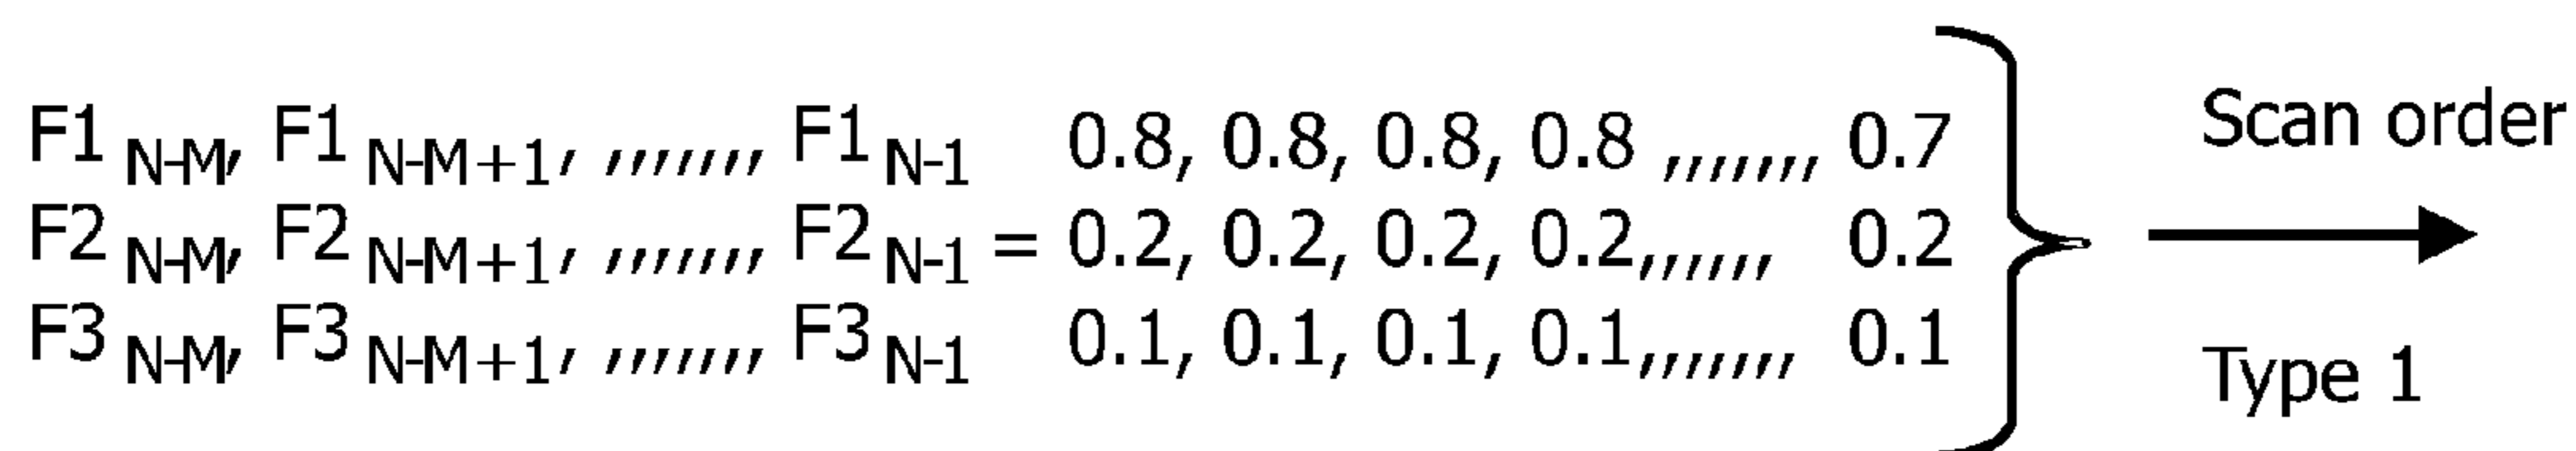 F1 N-M, F1 N-M+1, ,,,,,,, F1 N-1 0.8, 0.8, 0.8, 0.8 ,,,,,,, 0.7
F2 N-M, F2 N-M+1, ,,,,,,, F2 N-1 = 0.2, 0.2, 0.2, 0.2,,,,,, 0.2
F3 N-M, F3 N-M+1, ,,,,,,, F3 N-1 0.1, 0.1, 0.1, 0.1,,,,,,, 0.1
Scan order
Type 1